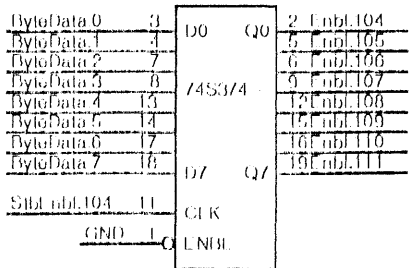 ByteData.0 3 D0 Q0 2 Enbl.104
ByteData.1 4 5 Enbl.105
ByteData.2 7 6 Enbl.106
ByteData.3 8 74S374 9 Enbl.107
ByteData.4 13 12 Enbl.108
ByteData.5 14 15 Enbl.109
ByteData.6 17 16 Enbl.110
ByteData.7 18 D7 Q7 19 Enbl.111
StbEnbl.104 11 CLK
GND 1 ENBL